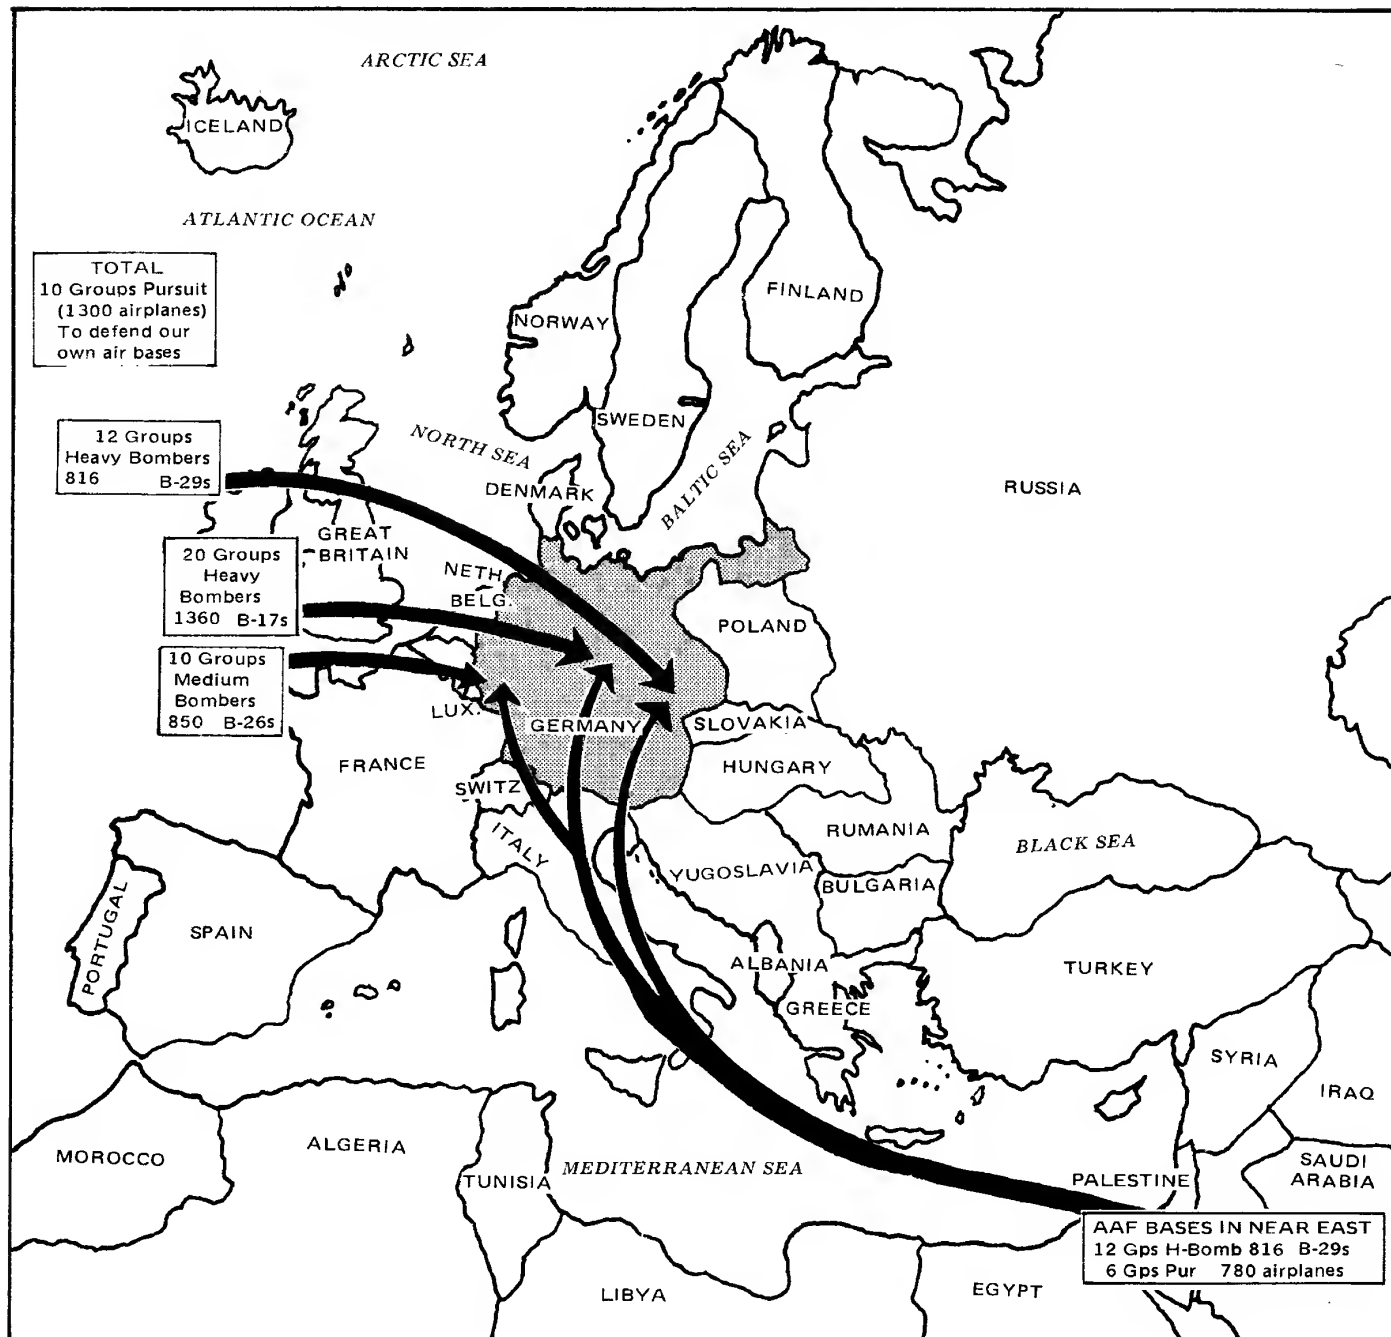 ARCTIC SEA
ICELAND
ATLANTIC OCEAN
TOTAL
10 Groups Pursuit
(1300 airplanes)
To defend our
own air bases
FINLAND
NORWAY
SWEDEN
NORTH SEA
12 Groups
Heavy Bombers
816 B-29s
DENMARK
BALTIC SEA
RUSSIA
GREAT
BRITAIN
20 Groups
Heavy
Bombers
1360 B-17s
NETH.
BELG.
POLAND
10 Groups
Medium
Bombers
850 B-26s
LUX.
GERMANY
SLOVAKIA
FRANCE
HUNGARY
SWITZ
ITALY
RUMANIA
BLACK SEA
YUGOSLAVIA
BULGARIA
PORTUGAL
SPAIN
ALBANIA
TURKEY
GREECE
SYRIA
IRAQ
MOROCCO
ALGERIA
TUNISIA
MEDITERRANEAN SEA
PALESTINE
SAUDI
ARABIA
AAF BASES IN NEAR EAST
12 Gps H-Bomb 816 B-29s
6 Gps Pur 780 airplanes
LIBYA
EGYPT